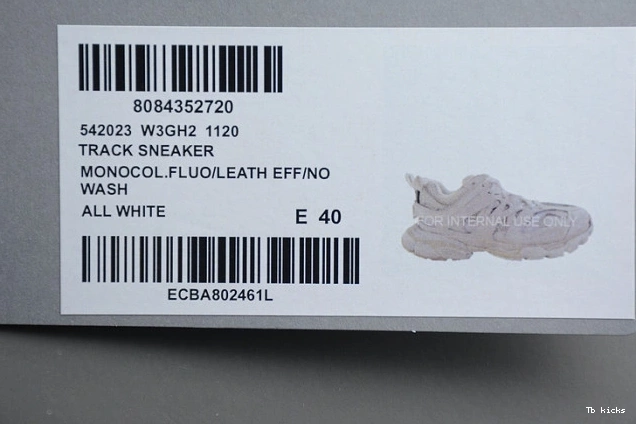 8084352720
542023 W3GH2 1120
TRACK SNEAKER
MONOCOL.FLUO/LEATH EFF/NO
WASH
ALL WHITE
E 40
FOR INTERNAL USE ONLY
ECBA802461L
Tb kicks